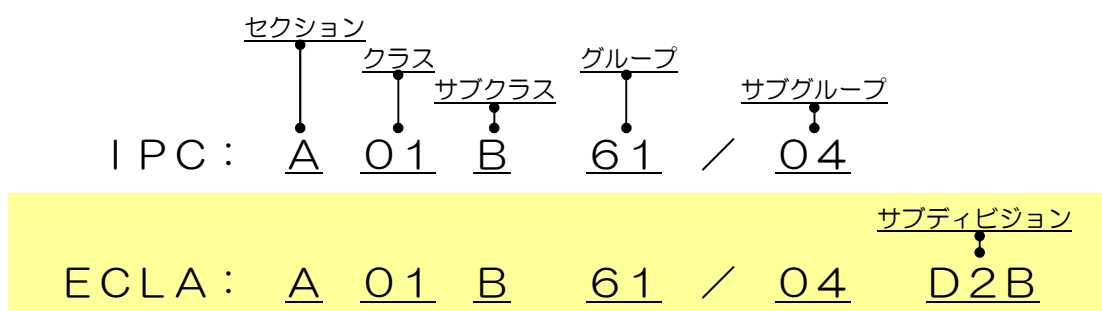 セクション
クラス
グループ
サブクラス
サブグループ
IPC: A 01 B 61 / 04
サブディビジョン
ECLA: A 01 B 61 / 04 D2B